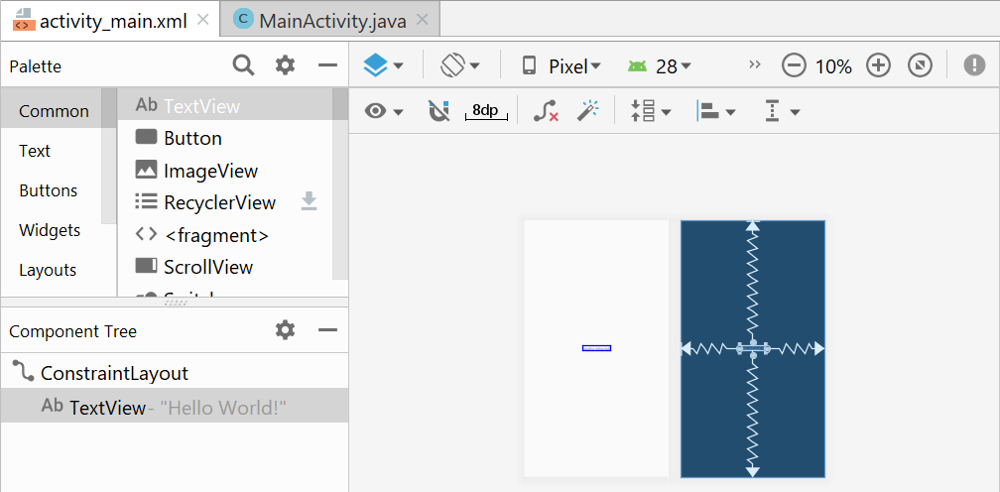 activity_main.xml
MainActivity.java
Palette
Pixel
28
10%
Common
Ab TextView
8dp
Text
Button
ImageView
Buttons
RecyclerView
Widgets
<fragment>
Layouts
ScrollView
Component Tree
ConstraintLayout
Ab TextView- "Hello World!"